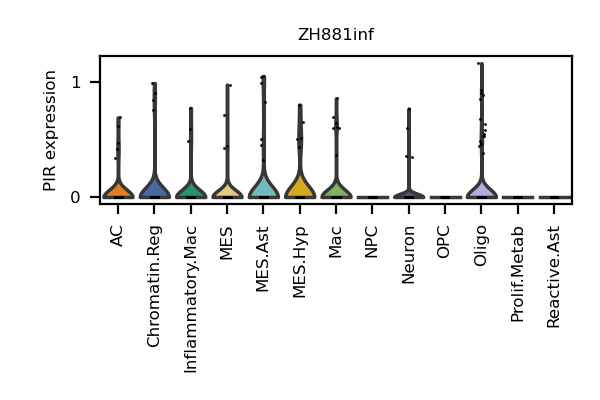 ZH881inf
PIR expression
1
0
AC
Chromatin.Reg
Inflammatory.Mac
MES
MES.Ast
MES.Hyp
Mac
NPC
Neuron
OPC
Oligo
Prolif.Metab
Reactive.Ast